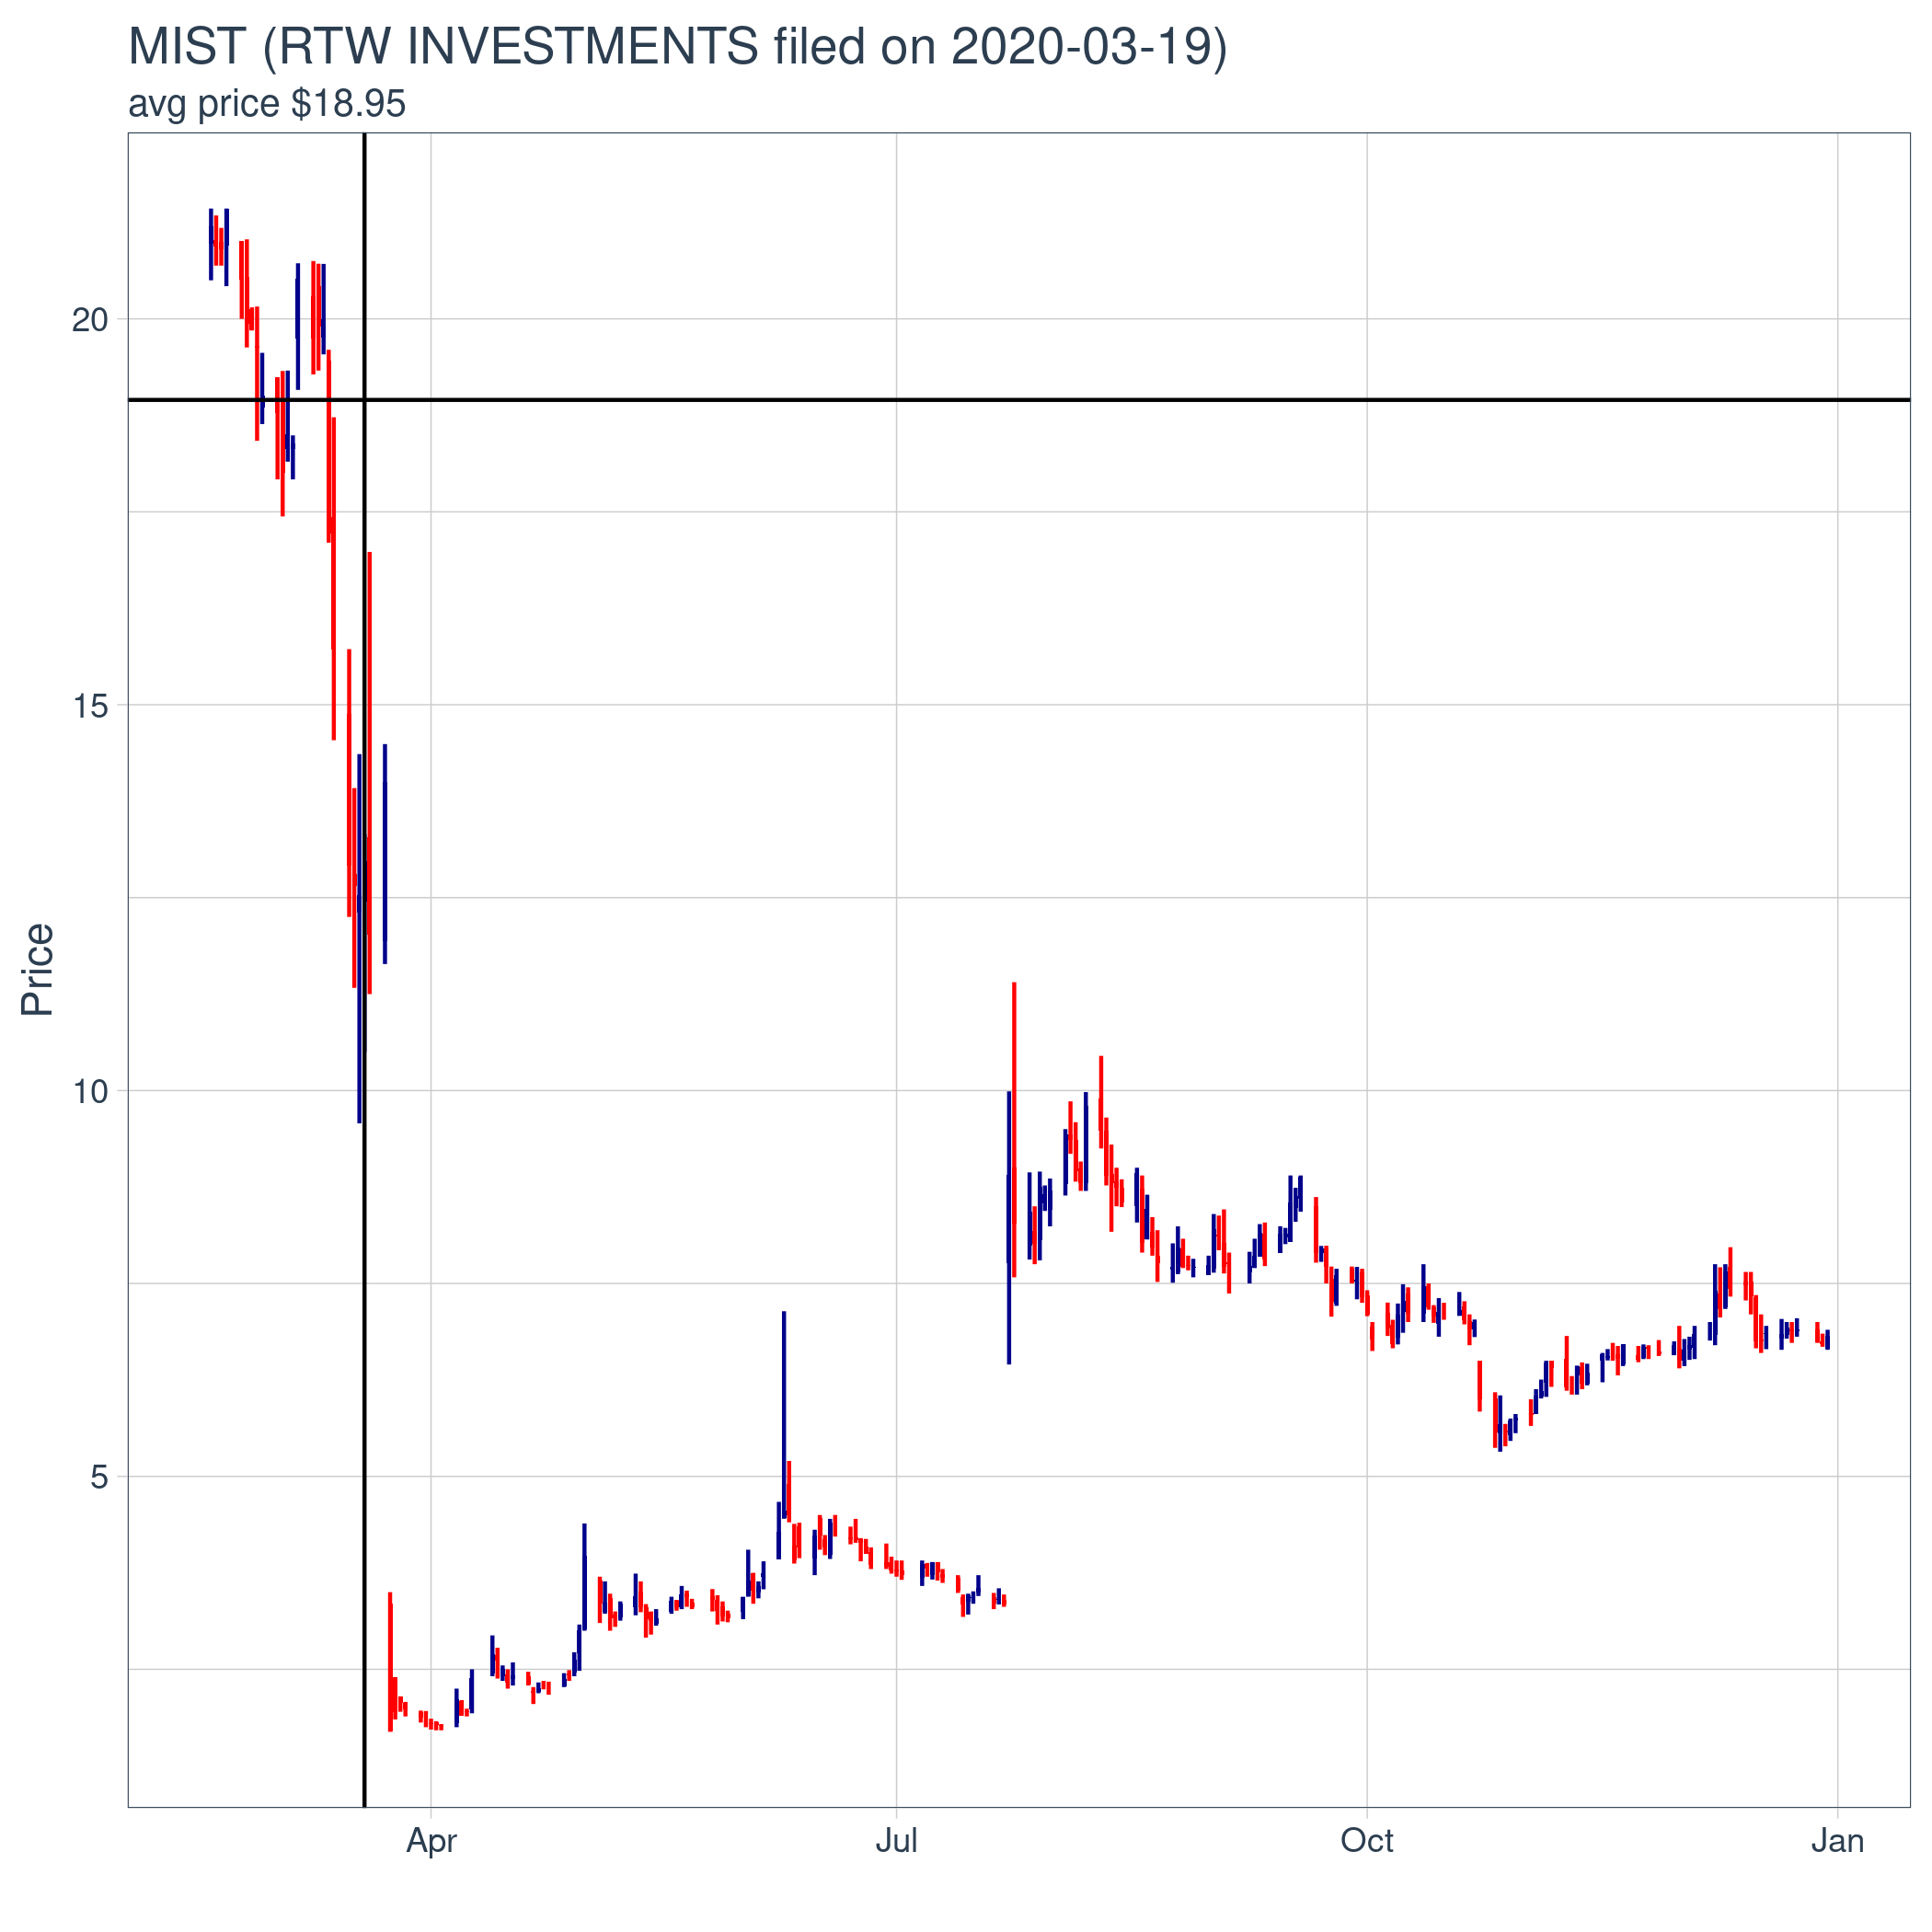 MIST (RTW INVESTMENTS filed on 2020-03-19)
avg price $18.95
20
15
10
5
Price
Apr
Jul
Oct
Jan